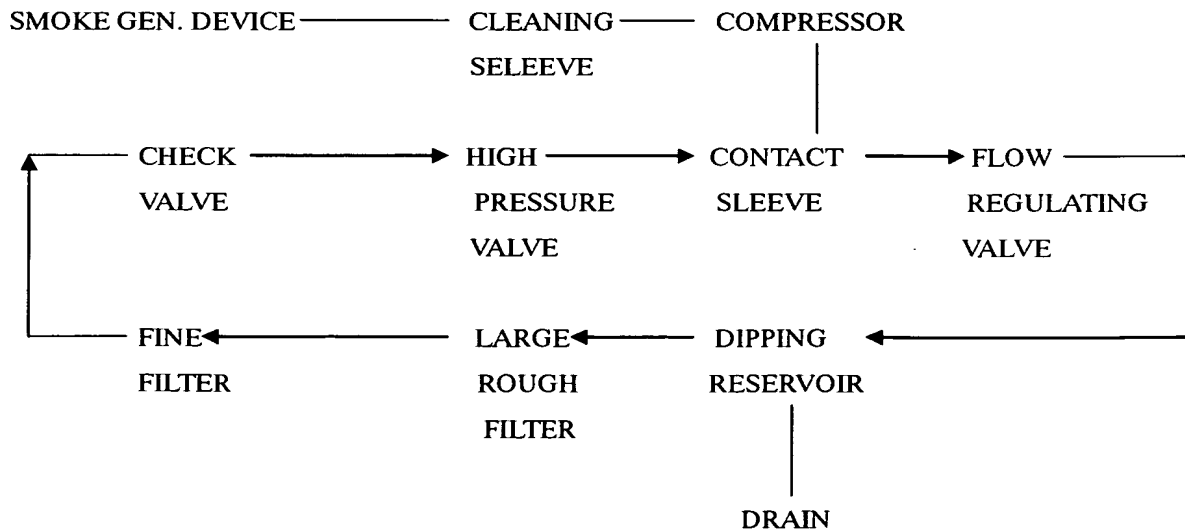 SMOKE GEN. DEVICE CLEANING COMPRESSOR
SELEEVE
CHECK HIGH CONTACT FLOW
VALVE PRESSURE SLEEVE REGULATING
VALVE VALVE
FINE LARGE DIPPING
FILTER ROUGH RESERVOIR
FILTER
DRAIN